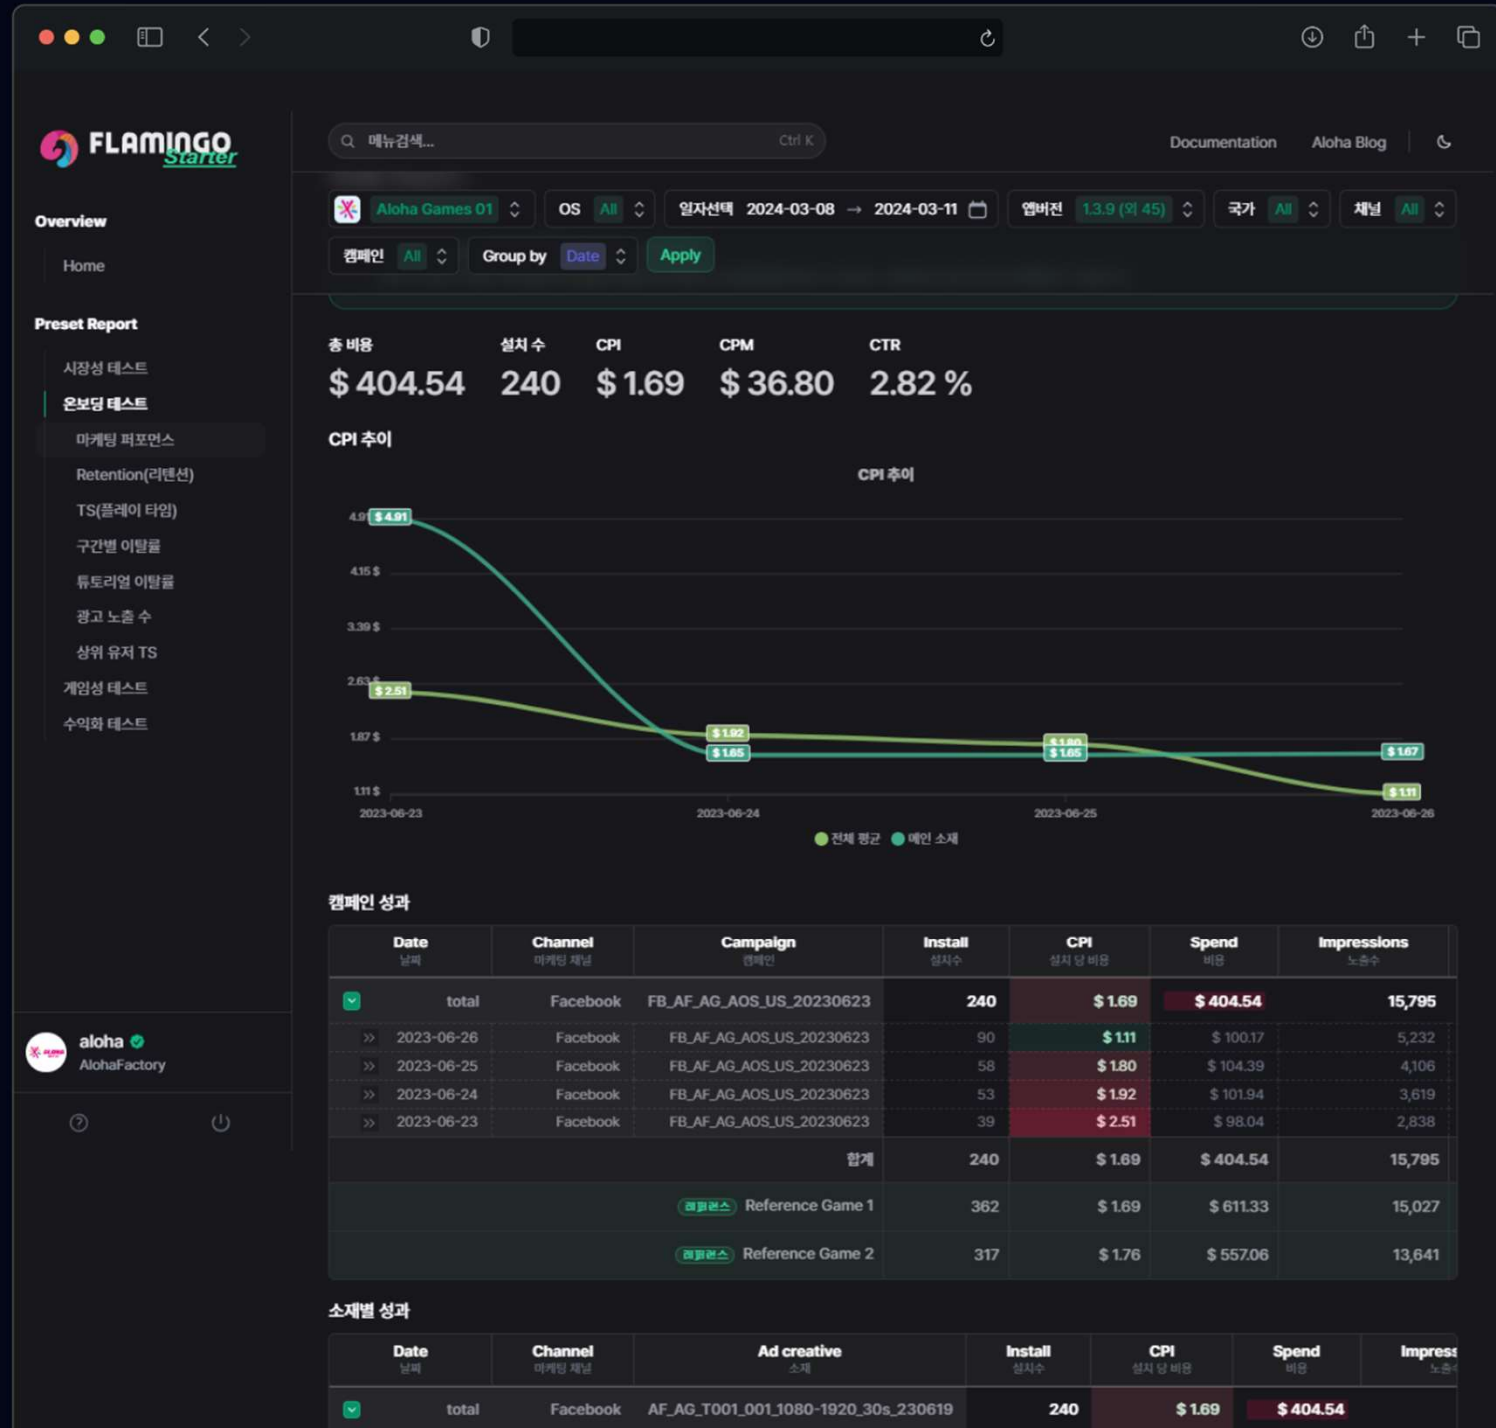 FLAMINGO
Starter
메뉴검색... Ctrl K
Documentation Aloha Blog
Aloha Games 01 OS All 일자선택 2024-03-08 → 2024-03-11 앱버전 1.3.9 (외 45) 국가 All 채널 All
캠페인 All Group by Date Apply
Overview
Home
Preset Report
시장성 테스트
온보딩 테스트
마케팅 퍼포먼스
Retention(리텐션)
TS(플레이 타임)
구간별 이탈률
튜토리얼 이탈률
광고 노출 수
상위 유저 TS
게임성 테스트
수익화 테스트
aloha
AlohaFactory
총 비용 설치 수 CPI CPM CTR
$ 404.54 240 $ 1.69 $ 36.80 2.82 %
CPI 추이
CPI 추이
$ 4.91
4.15 $
3.39 $
2.63 $
$ 2.51
1.87 $
$ 1.92
$ 1.65
$ 1.80
$ 1.65
$ 1.67
1.11 $
$ 1.11
2023-06-23 2023-06-24 2023-06-25 2023-06-26
전체 평균 메인 소재
캠페인 성과
Date Channel Campaign Install CPI Spend Impressions
날짜 마케팅 채널 캠페인 설치수 설치 당 비용 비용 노출수
total Facebook FB_AF_AG_AOS_US_20230623 240 $ 1.69 $ 404.54 15,795
2023-06-26 Facebook FB_AF_AG_AOS_US_20230623 90 $ 1.11 $ 100.17 5,232
2023-06-25 Facebook FB_AF_AG_AOS_US_20230623 58 $ 1.80 $ 104.39 4,106
2023-06-24 Facebook FB_AF_AG_AOS_US_20230623 53 $ 1.92 $ 101.94 3,619
2023-06-23 Facebook FB_AF_AG_AOS_US_20230623 39 $ 2.51 $ 98.04 2,838
합계 240 $ 1.69 $ 404.54 15,795
레퍼런스 Reference Game 1 362 $ 1.69 $ 611.33 15,027
레퍼런스 Reference Game 2 317 $ 1.76 $ 557.06 13,641
소재별 성과
Date Channel Ad creative Install CPI Spend Impress
날짜 마케팅 채널 소재 설치수 설치 당 비용 비용 노출수
total Facebook AF_AG_T001_001_1080-1920_30s_230619 240 $ 1.69 $ 404.54